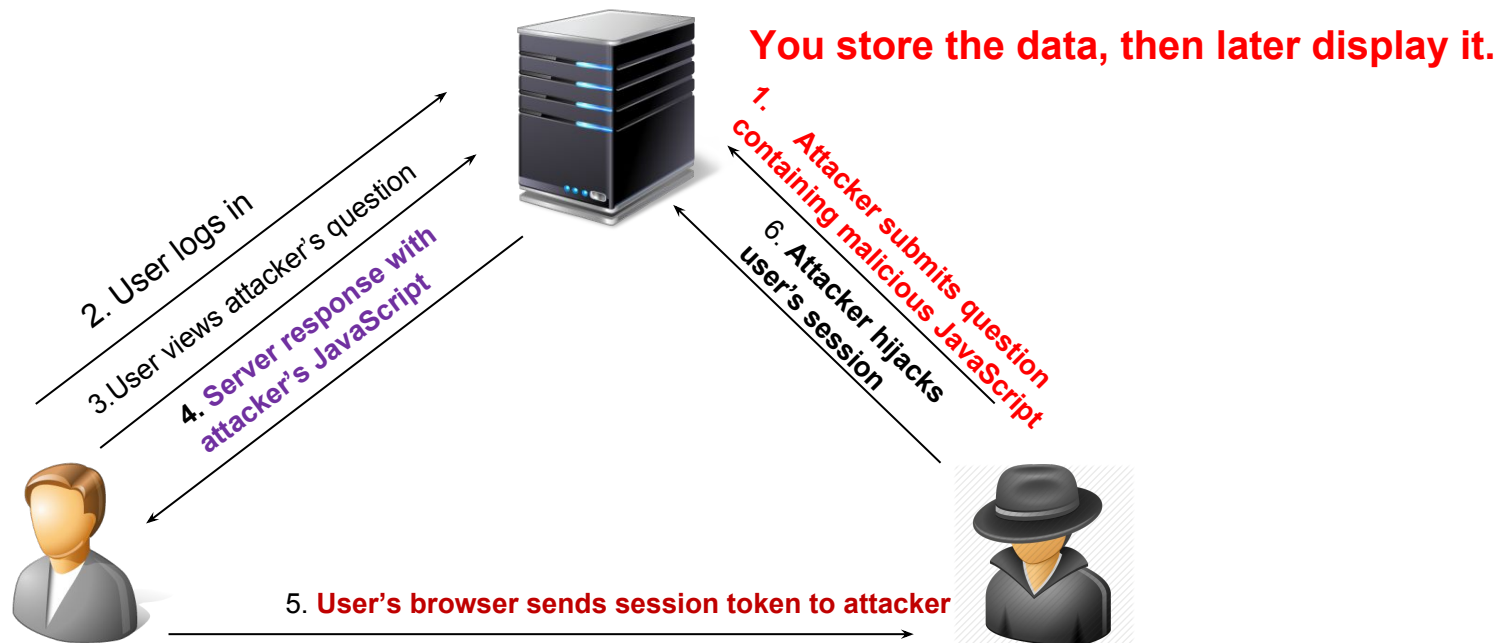 You store the data, then later display it.
1. Attacker submits question
containing malicious JavaScript
2. User logs in
3.User views attacker's question
4. Server response with
attacker's JavaScript
5. User's browser sends session token to attacker
6. Attacker hijacks
user's session